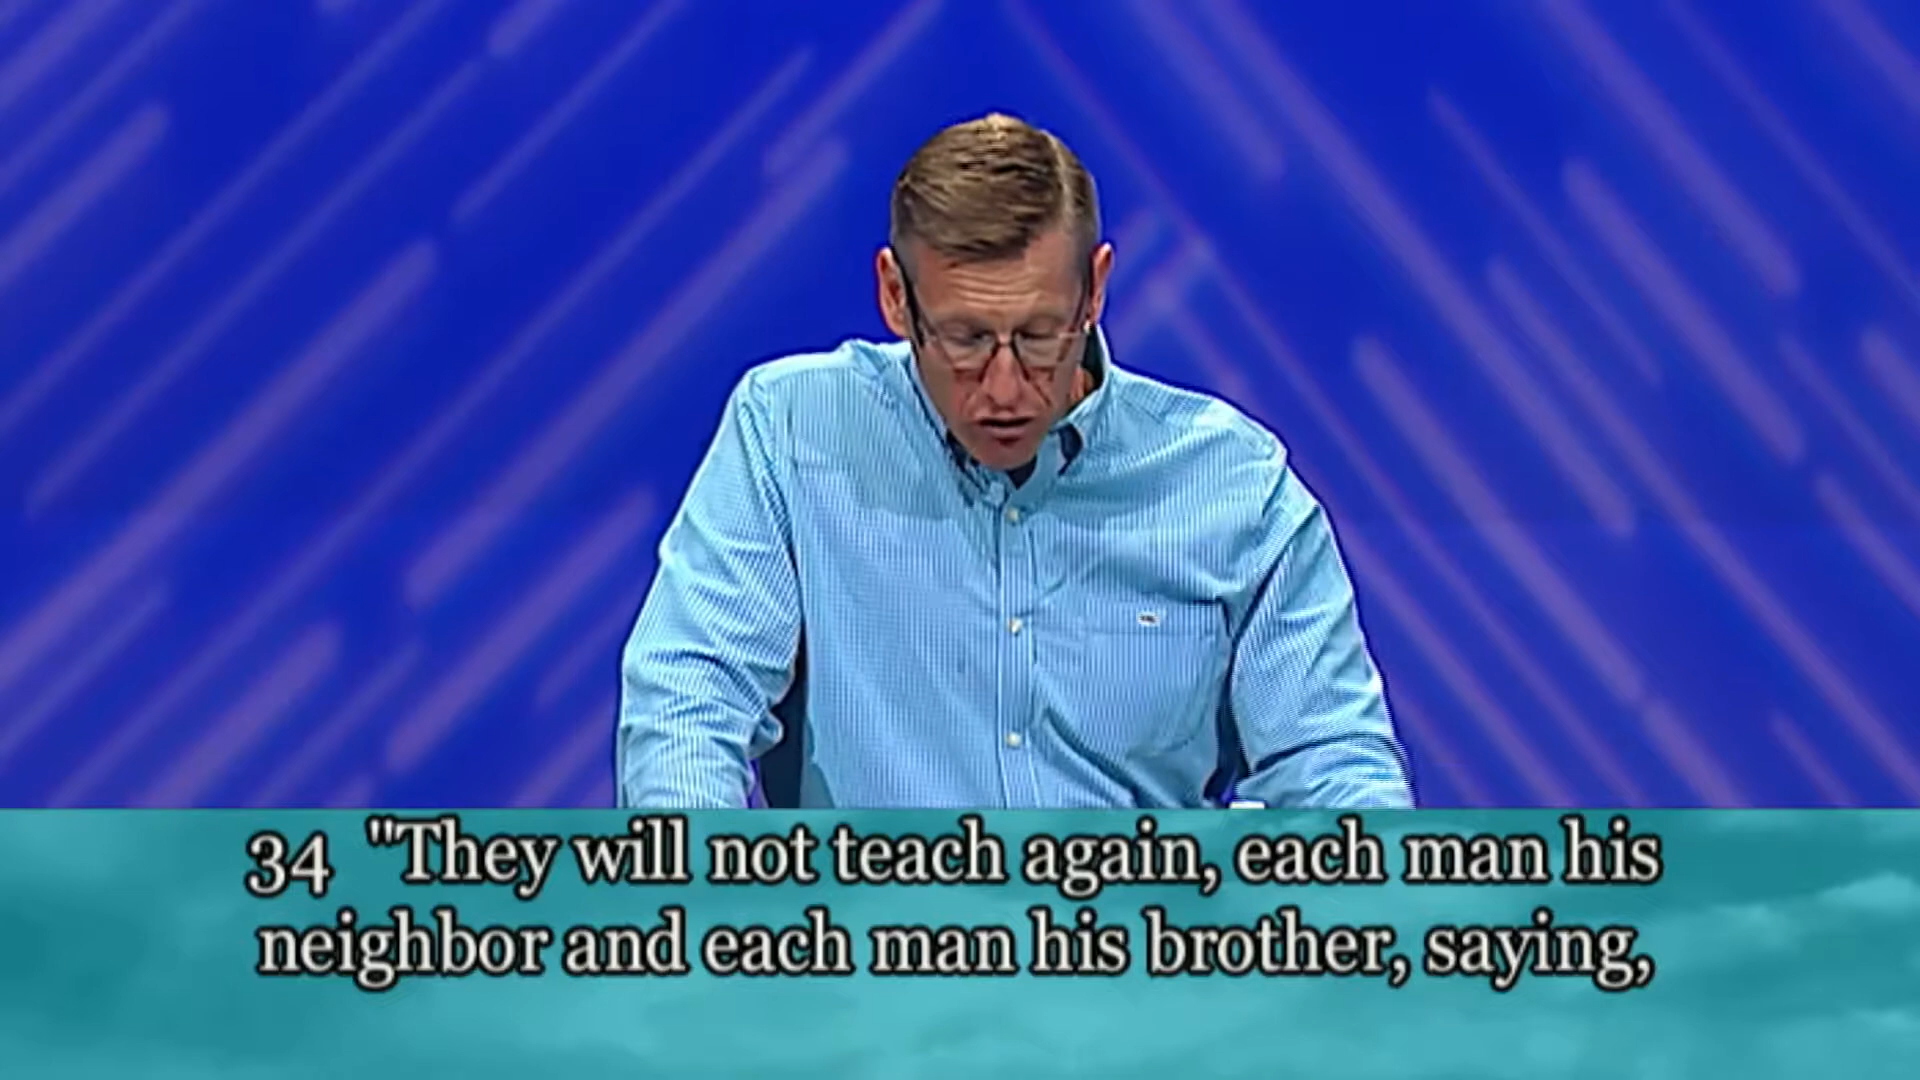 34 "They will not teach again, each man his
neighbor and each man his brother, saying,